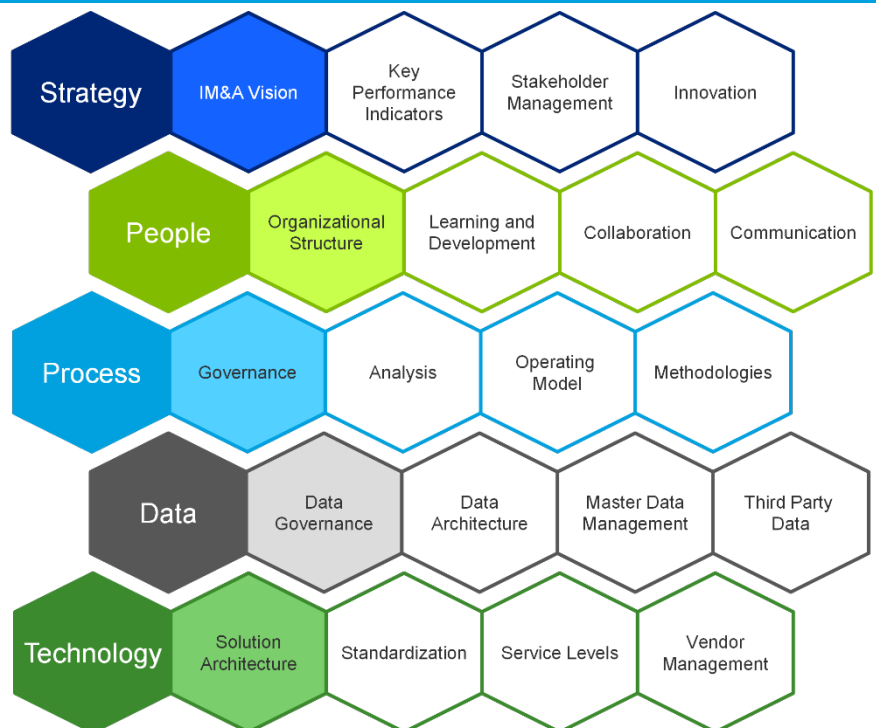 Strategy
IM&A Vision
Key
Performance
Indicators
Stakeholder
Management
Innovation
People
Organizational
Structure
Learning and
Development
Collaboration
Communication
Process
Governance
Analysis
Operating
Model
Methodologies
Data
Data
Governance
Data
Architecture
Master Data
Management
Third Party
Data
Technology
Solution
Architecture
Standardization
Service Levels
Vendor
Management